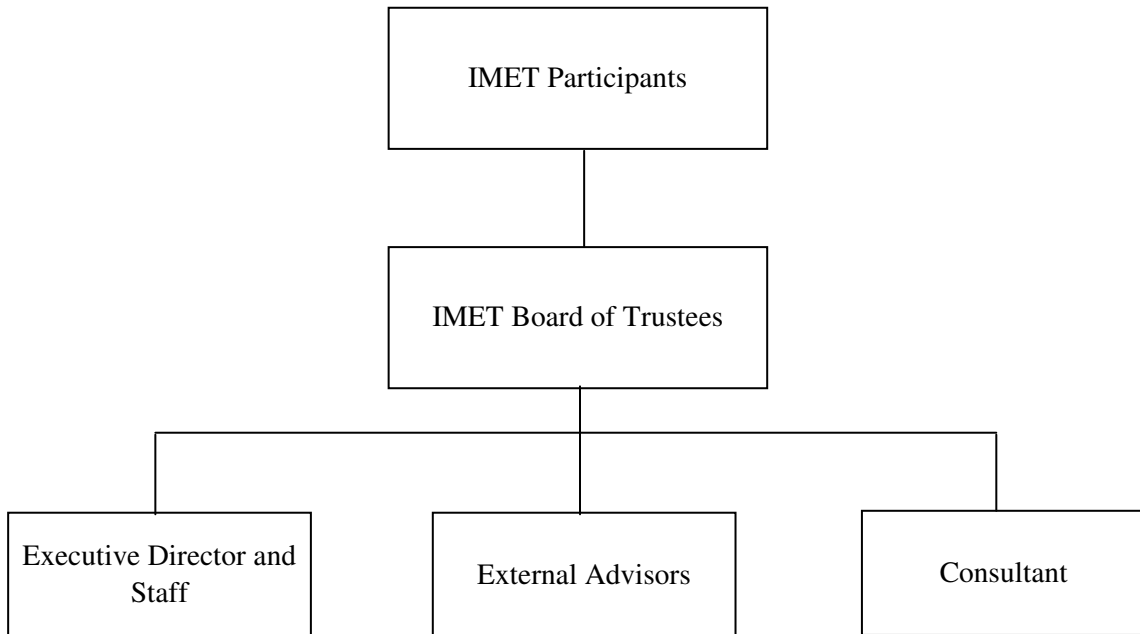 IMET Participants
IMET Board of Trustees
Executive Director and
Staff
External Advisors
Consultant